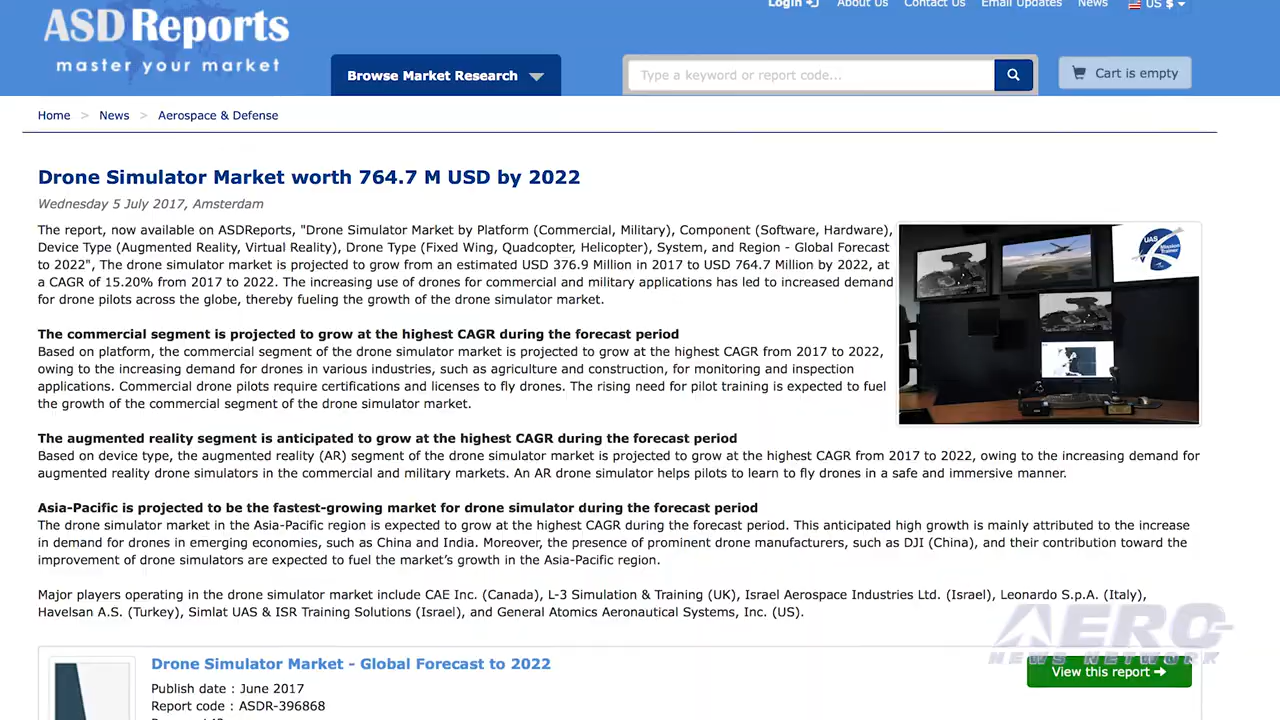 ASDReports
master your market
Login
About Us
Contact Us
Email Updates
News
US $
Browse Market Research
Type a keyword or report code...
Cart is empty
Home > News > Aerospace & Defense
Drone Simulator Market worth 764.7 M USD by 2022
Wednesday 5 July 2017, Amsterdam
The report, now available on ASDReports, "Drone Simulator Market by Platform (Commercial, Military), Component (Software, Hardware),
Device Type (Augmented Reality, Virtual Reality), Drone Type (Fixed Wing, Quadcopter, Helicopter), System, and Region - Global Forecast
to 2022", The drone simulator market is projected to grow from an estimated USD 376.9 Million in 2017 to USD 764.7 Million by 2022, at
a CAGR of 15.20% from 2017 to 2022. The increasing use of drones for commercial and military applications has led to increased demand
for drone pilots across the globe, thereby fueling the growth of the drone simulator market.
UAS
The commercial segment is projected to grow at the highest CAGR during the forecast period
Based on platform, the commercial segment of the drone simulator market is projected to grow at the highest CAGR from 2017 to 2022,
owing to the increasing demand for drones in various industries, such as agriculture and construction, for monitoring and inspection
applications. Commercial drone pilots require certifications and licenses to fly drones. The rising need for pilot training is expected to fuel
the growth of the commercial segment of the drone simulator market.
The augmented reality segment is anticipated to grow at the highest CAGR during the forecast period
Based on device type, the augmented reality (AR) segment of the drone simulator market is projected to grow at the highest CAGR from 2017 to 2022, owing to the increasing demand for
augmented reality drone simulators in the commercial and military markets. An AR drone simulator helps pilots to learn to fly drones in a safe and immersive manner.
Asia-Pacific is projected to be the fastest-growing market for drone simulator during the forecast period
The drone simulator market in the Asia-Pacific region is expected to grow at the highest CAGR during the forecast period. This anticipated high growth is mainly attributed to the increase
in demand for drones in emerging economies, such as China and India. Moreover, the presence of prominent drone manufacturers, such as DJI (China), and their contribution toward the
improvement of drone simulators are expected to fuel the market's growth in the Asia-Pacific region.
Major players operating in the drone simulator market include CAE Inc. (Canada), L-3 Simulation & Training (UK), Israel Aerospace Industries Ltd. (Israel), Leonardo S.p.A. (Italy),
Havelsan A.S. (Turkey), Simlat UAS & ISR Training Solutions (Israel), and General Atomics Aeronautical Systems, Inc. (US).
AERO
NEWS NETWORK
Drone Simulator Market - Global Forecast to 2022
View this report
Publish date : June 2017
Report code : ASDR-396868